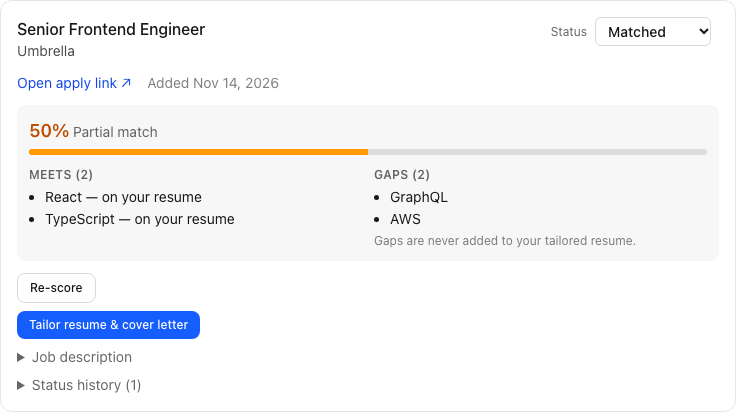 Senior Frontend Engineer
Status Matched
Umbrella
Open apply link ↗ Added Nov 14, 2026
50% Partial match
MEETS (2)
• React — on your resume
• TypeScript — on your resume
GAPS (2)
• GraphQL
• AWS
Gaps are never added to your tailored resume.
Re-score
Tailor resume & cover letter
▶ Job description
▶ Status history (1)